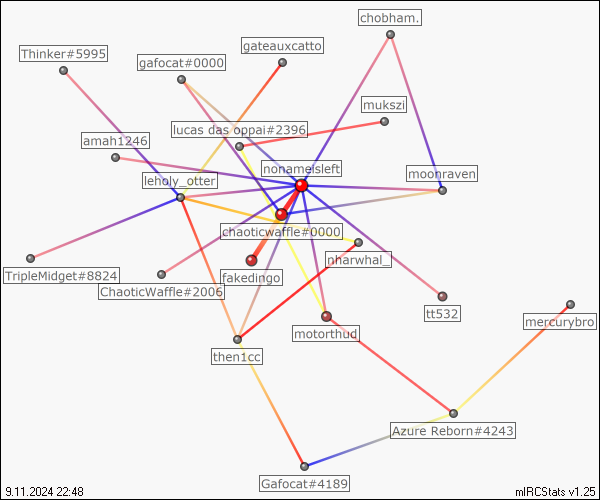 chobham.
gateauxcatto
Thinker#5995
gafocat#0000
mukszi
lucas das oppai#2396
amah1246
nonameisleft
moonraven
leholy_otter
chaoticwaffle#0000
nharwhal_
TripleMidget#8824
fakedingo
ChaoticWaffle#2006
tt532
mercurybro
motorthud
then1cc
Azure Reborn#4243
Gafocat#4189
9.11.2024 22:48
mIRCStats v1.25